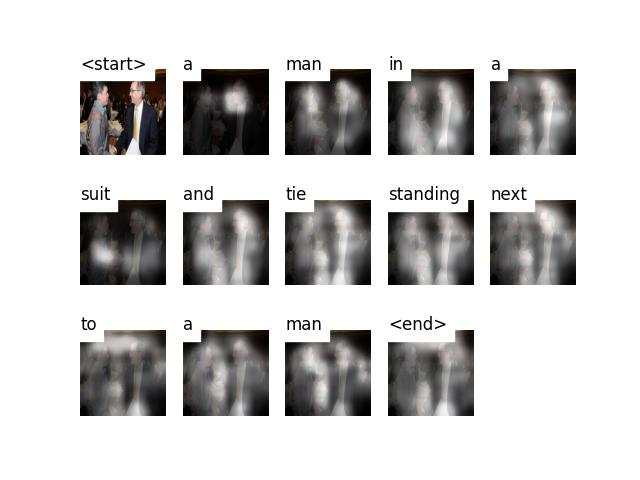 <start> a man in a
suit and tie standing next
to a man <end>